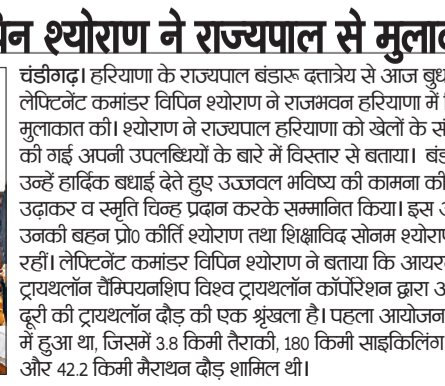 पिन श्योराण ने राज्यपाल से मुला
चंडीगढ़। हरियाणा के राज्यपाल बंडारू दत्तात्रेय से आज
लेफ्टिनेंट कमांडर विपिन श्योराण ने राजभवन हरियाणा में
मुलाकात की। श्योराण ने राज्यपाल हरियाणा को खेलों के
की गई अपनी उपलब्धियों के बारे में विस्तार से बताया।
उन्हें हार्दिक बधाई देते हुए उज्जवल भविष्य की कामना की
उढ़ाकर व स्मृति चिन्ह प्रदान करके सम्मानित किया। इस
उनकी बहन प्रो0 कीर्ति श्योराण तथा शिक्षाविद सोनम
रहीं। लेफ्टिनेंट कमांडर विपिन श्योराण ने बताया कि
ट्रायथलॉन चैंम्पियनशिप विश्व ट्रायथलॉन कॉर्पोरेशन द्वारा
दूरी की ट्रायथलॉन दौड़ की एक श्रृंखला है। पहला आयोजन
में हुआ था, जिसमें 3.8 किमी तैराकी, 180 किमी साइकिलिंग
और 42.2 किमी मैराथन दौड़ शामिल थी।